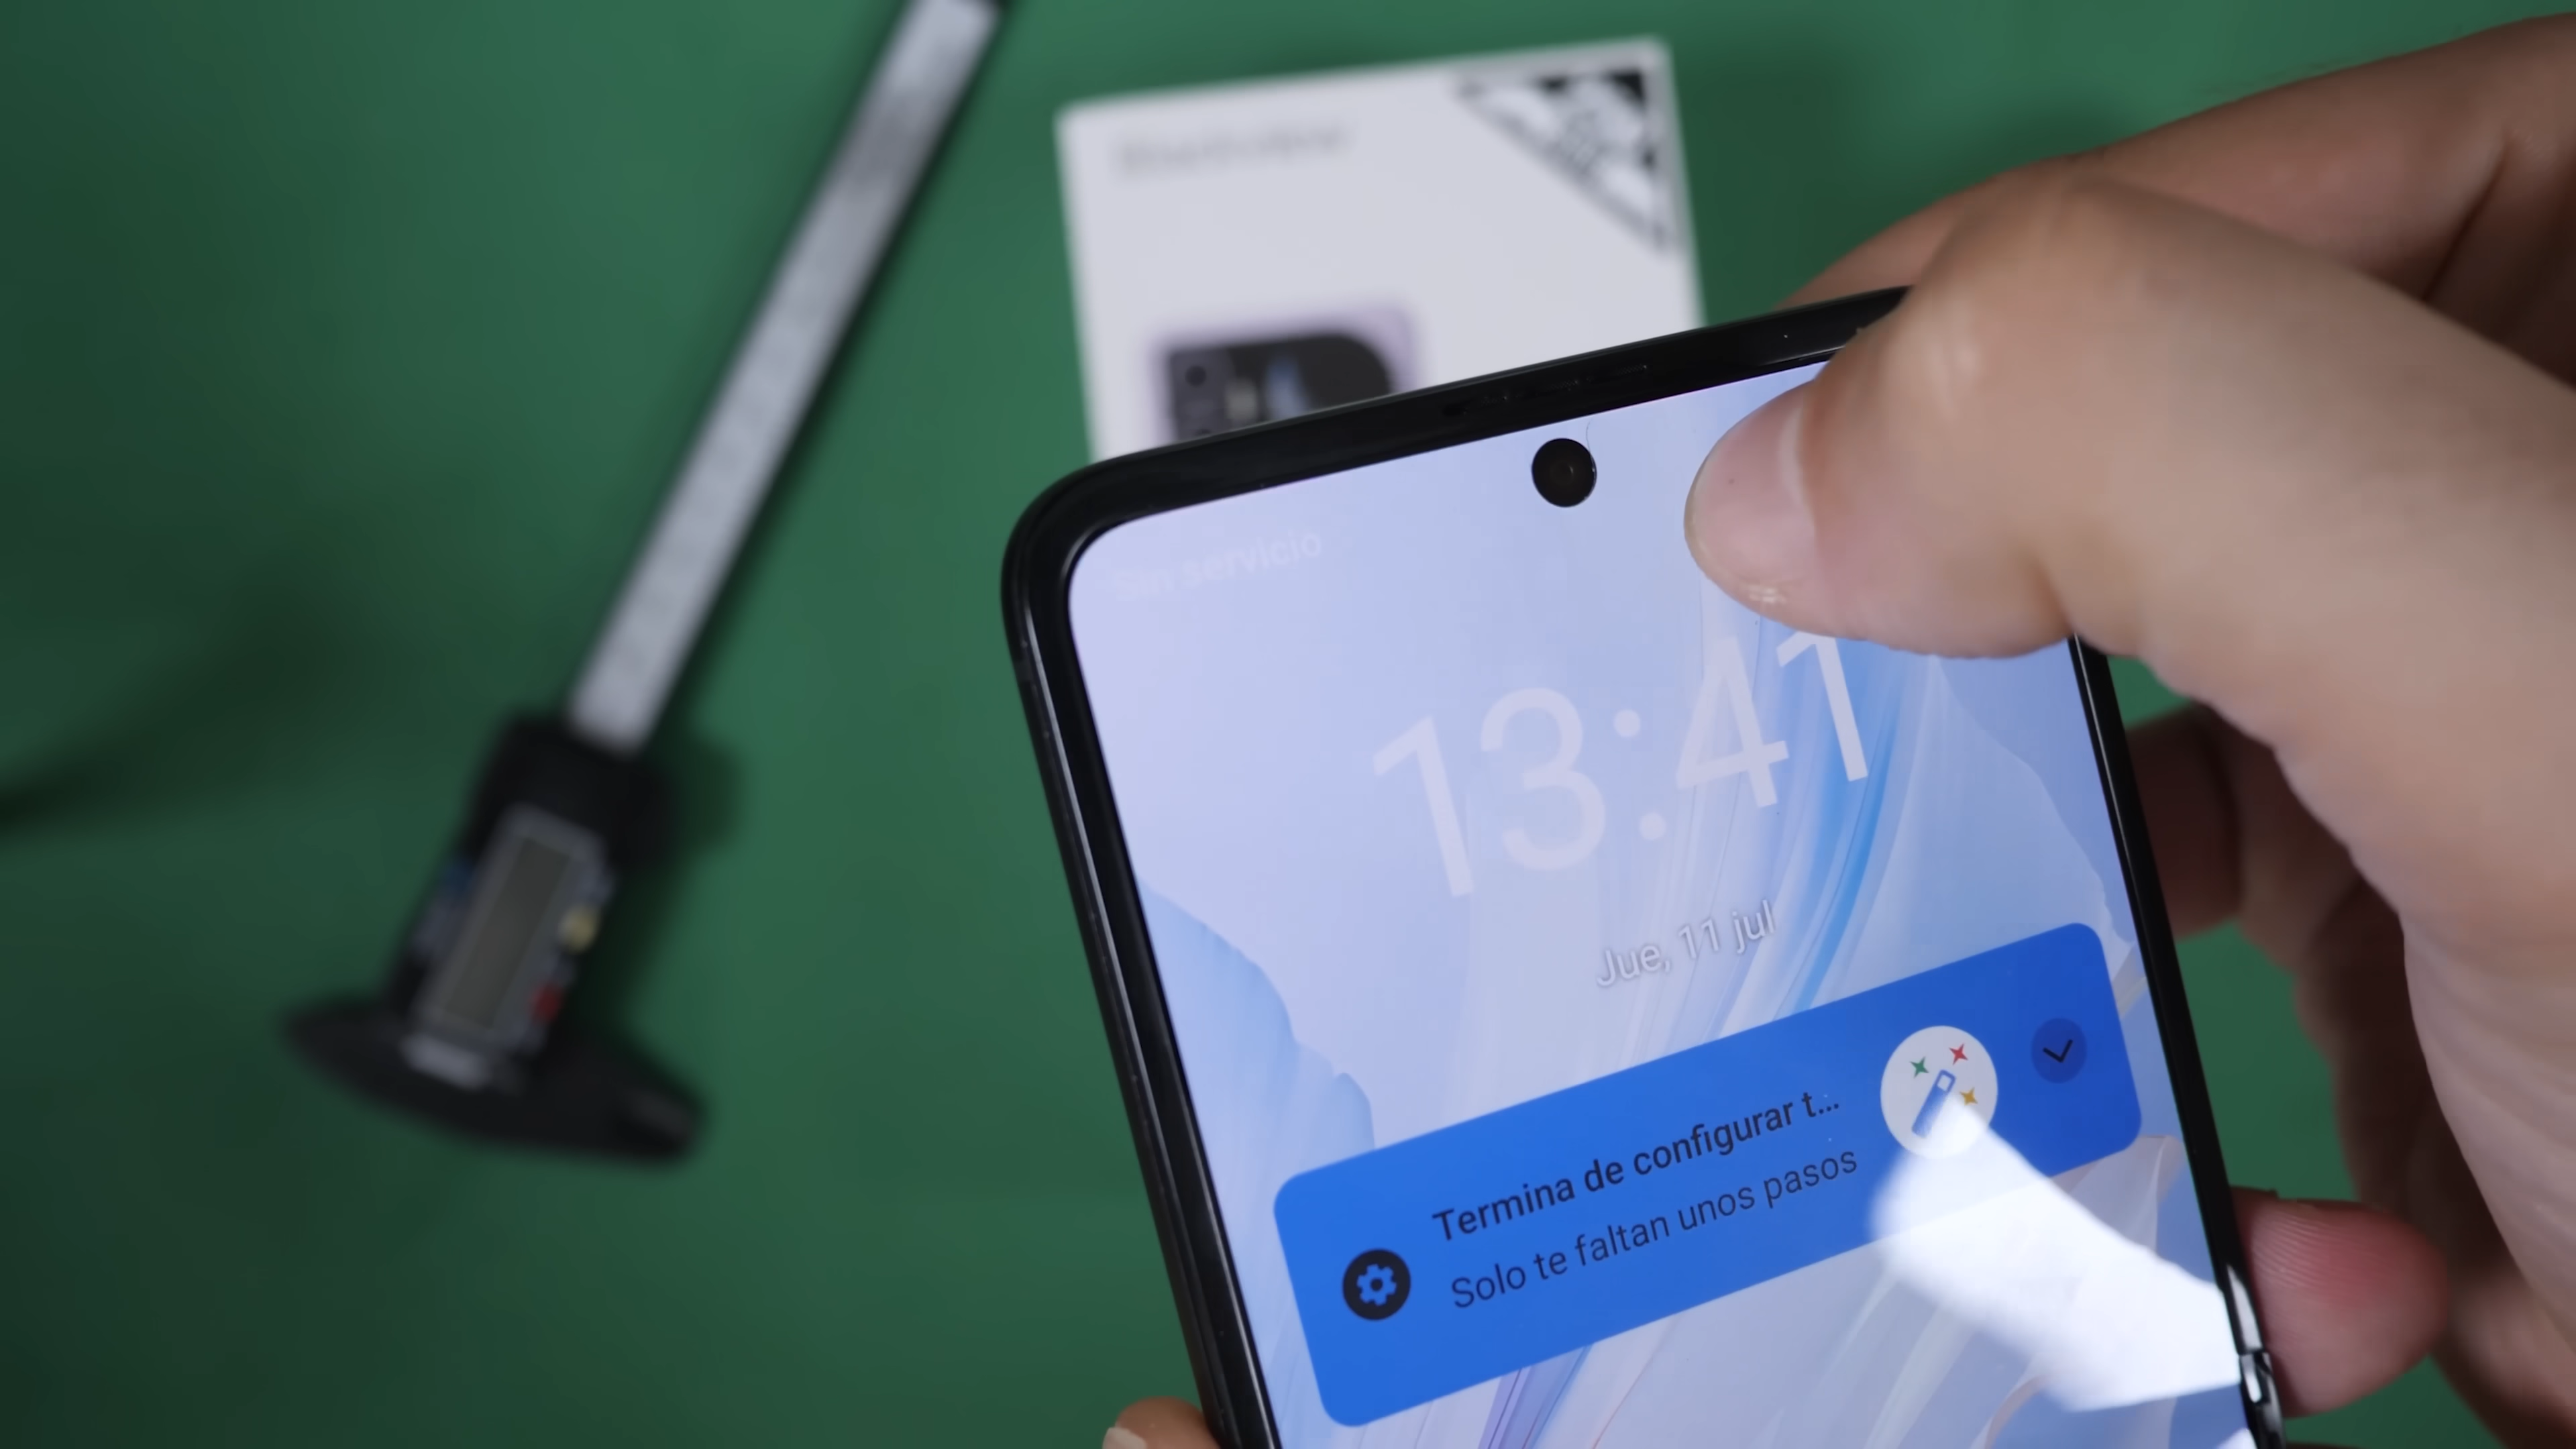 Sin servicio
13:41
Jue, 11 jul
Termina de configurar t...
Solo te faltan unos pasos